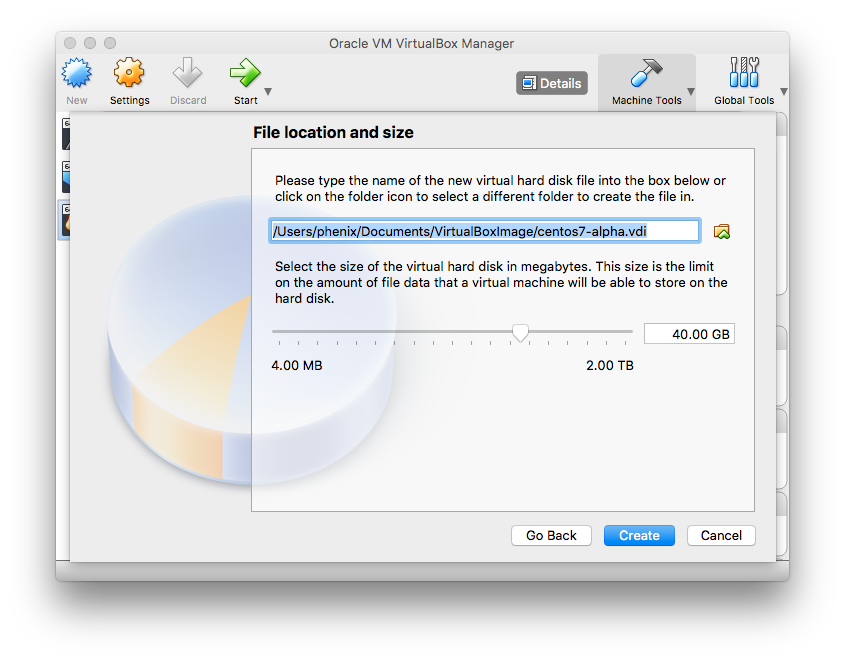 Oracle VM VirtualBox Manager
New
Settings
Discard
Start
Details
Machine Tools
Global Tools
File location and size
Please type the name of the new virtual hard disk file into the box below or
click on the folder icon to select a different folder to create the file in.
/Users/phenix/Documents/VirtualBoxImage/centos7-alpha.vdi
Select the size of the virtual hard disk in megabytes. This size is the limit
on the amount of file data that a virtual machine will be able to store on the
hard disk.
40.00 GB
4.00 MB
2.00 TB
Go Back
Create
Cancel